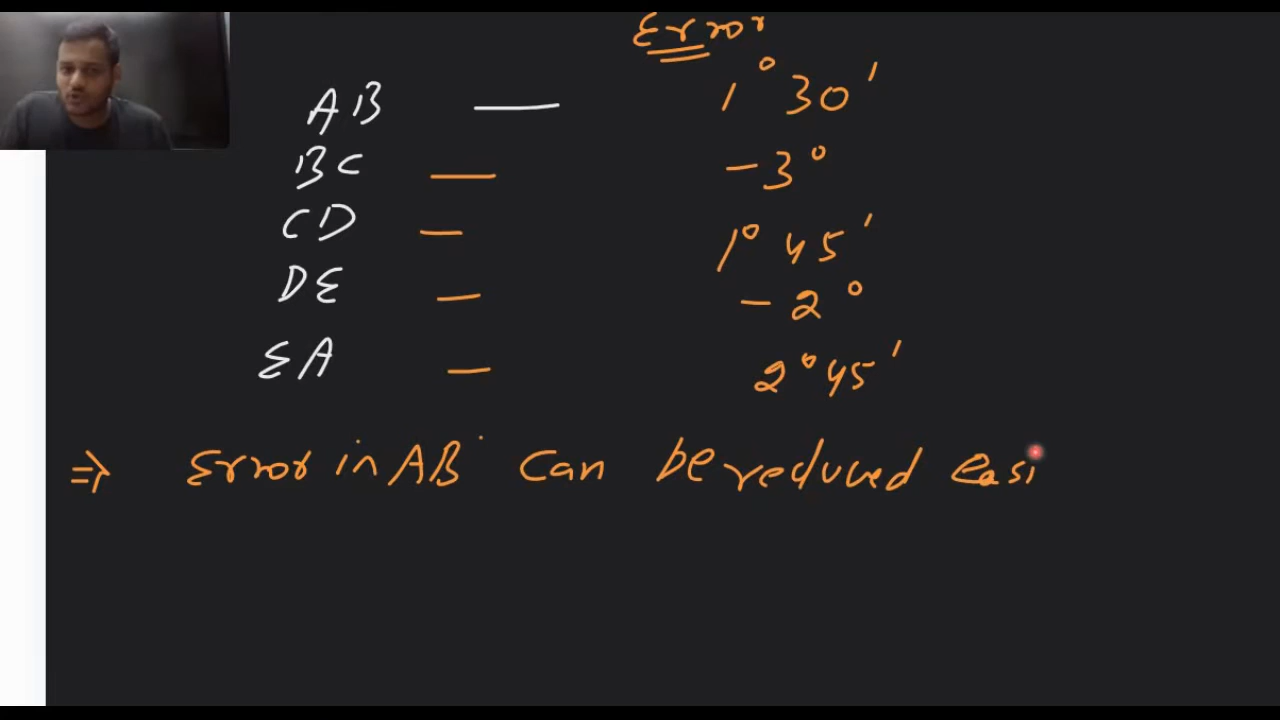 Error
AB — 1° 30'
BC — -3°
CD — 1° 45'
DE — -2°
EA — 2° 45'
⇒ Error in AB can be reduced easi